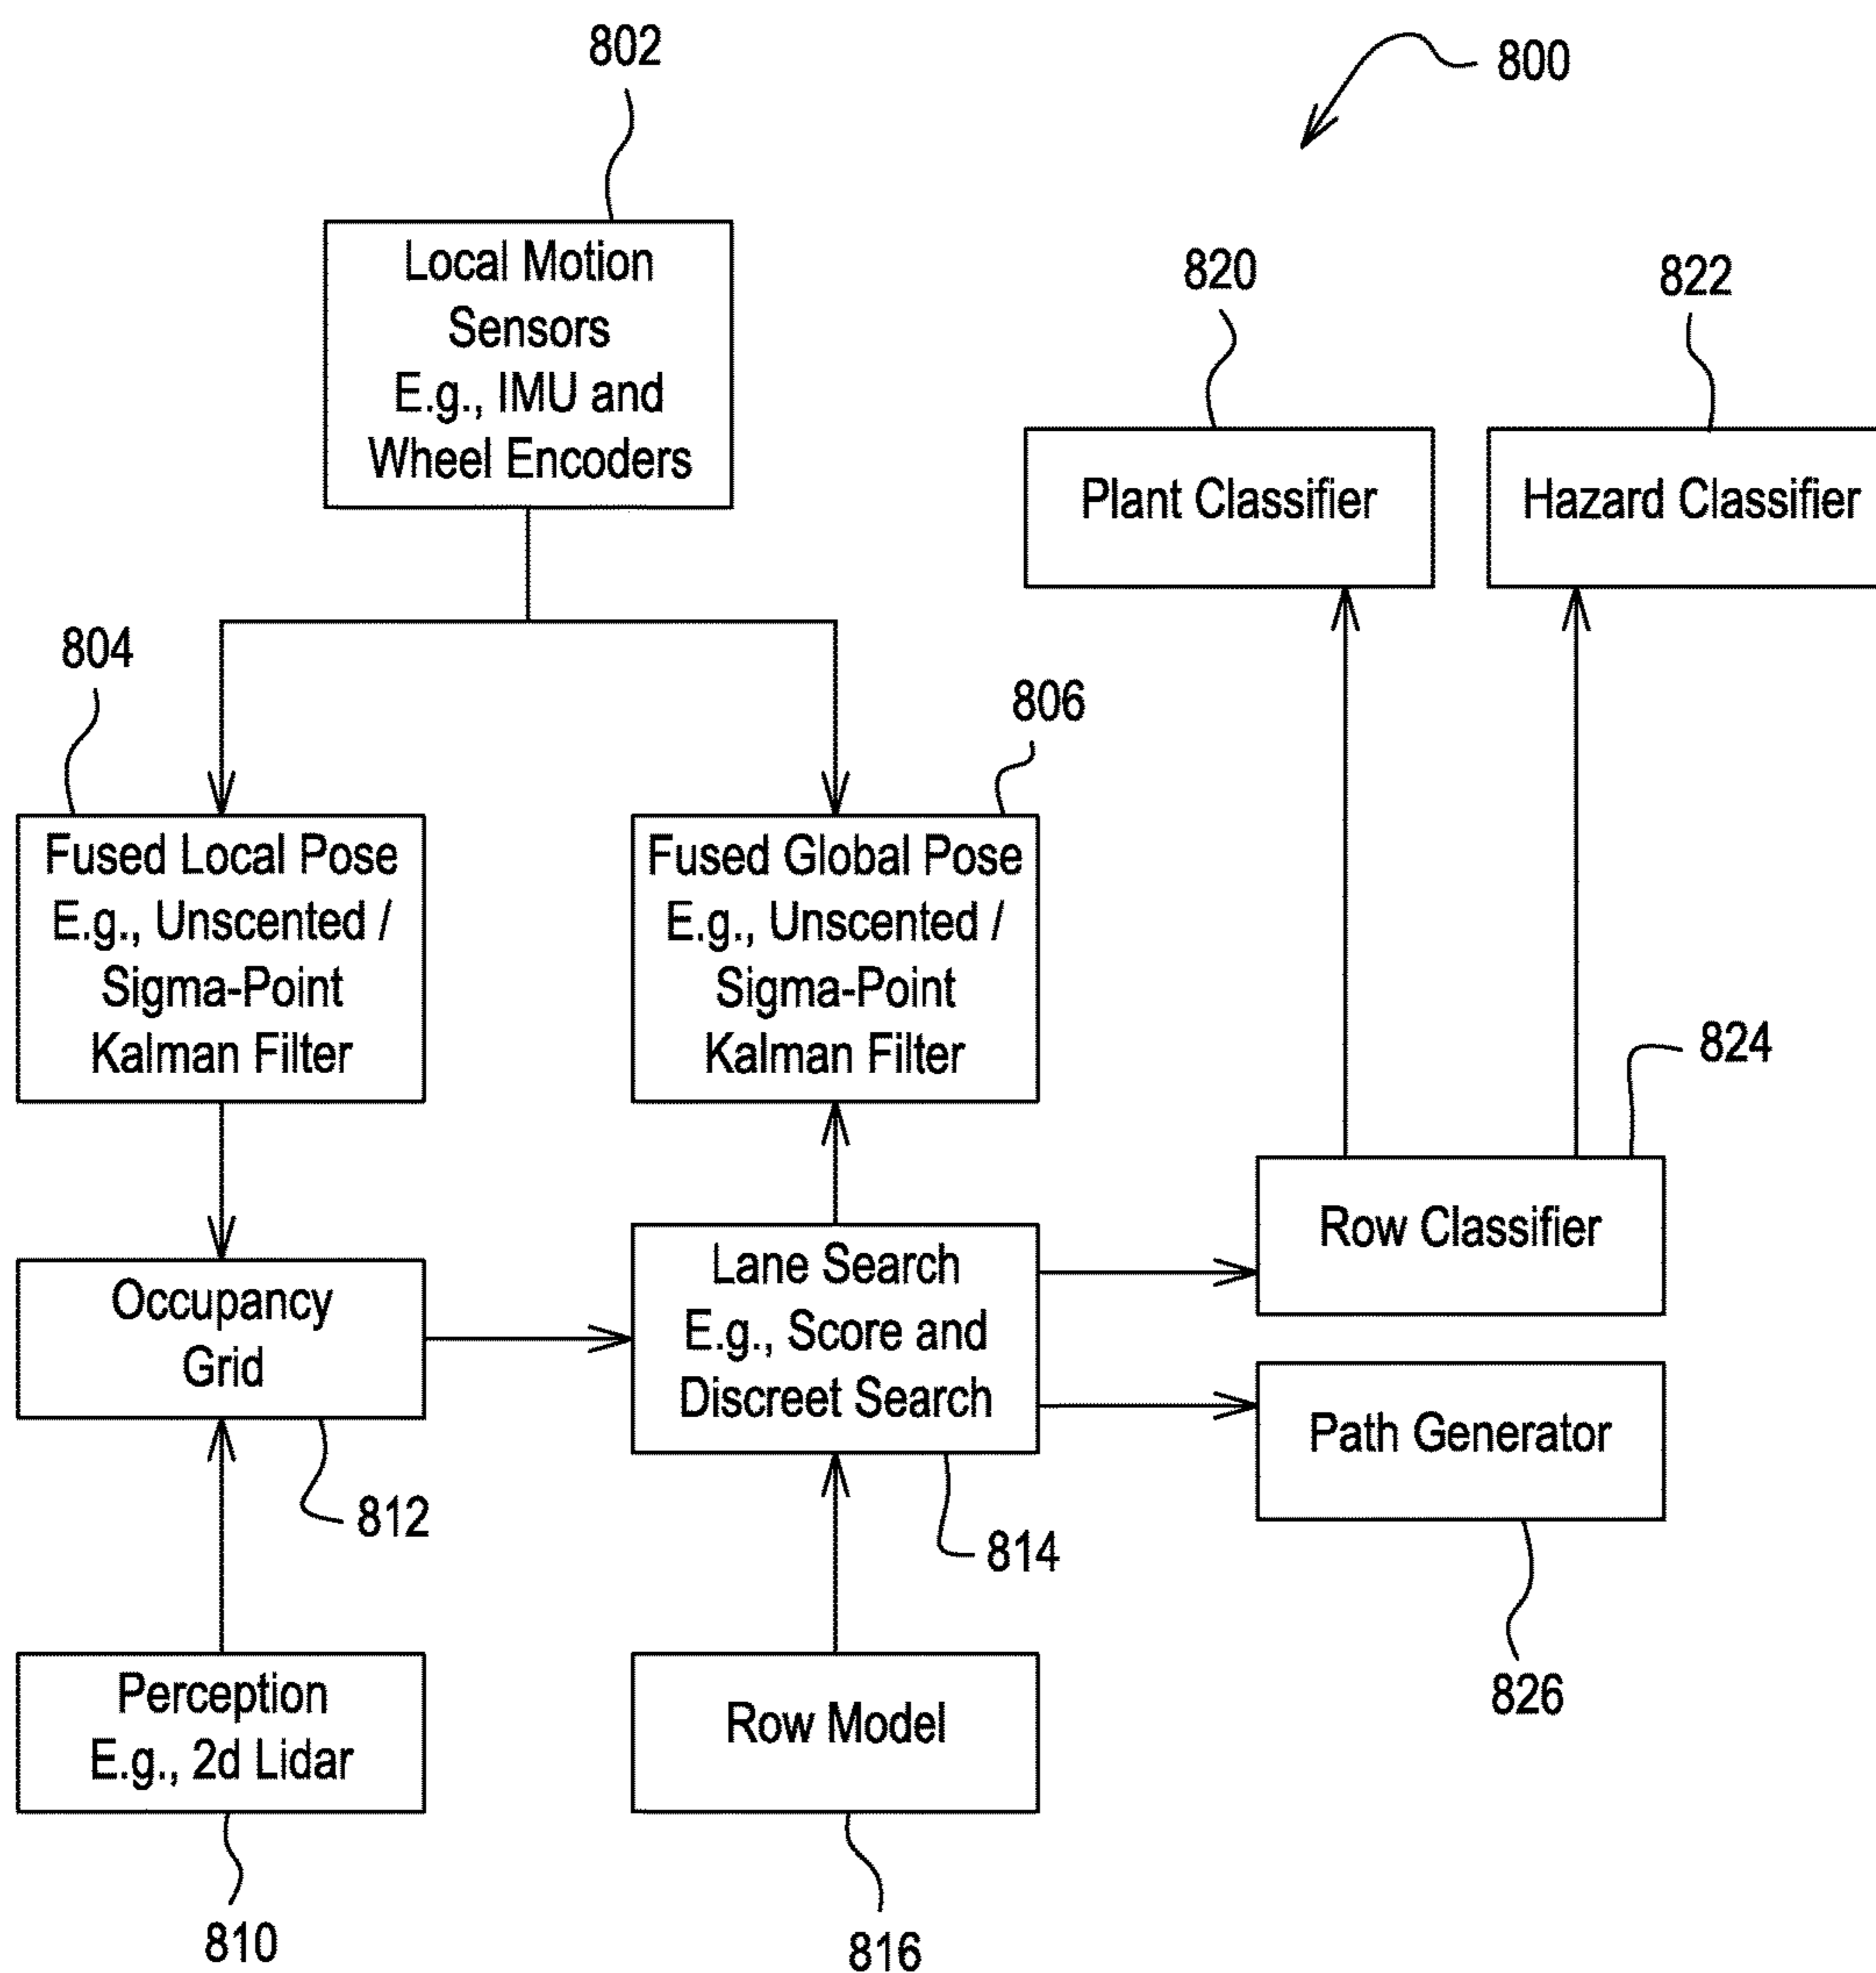 802
800
Local Motion
Sensors
E.g., IMU and
Wheel Encoders
820
822
Plant Classifier
Hazard Classifier
804
806
Fused Local Pose
E.g., Unscented /
Sigma-Point
Kalman Filter
Fused Global Pose
E.g., Unscented /
Sigma-Point
Kalman Filter
824
Row Classifier
Occupancy
Grid
Lane Search
E.g., Score and
Discreet Search
Path Generator
812
814
826
Perception
E.g., 2d Lidar
Row Model
810
816